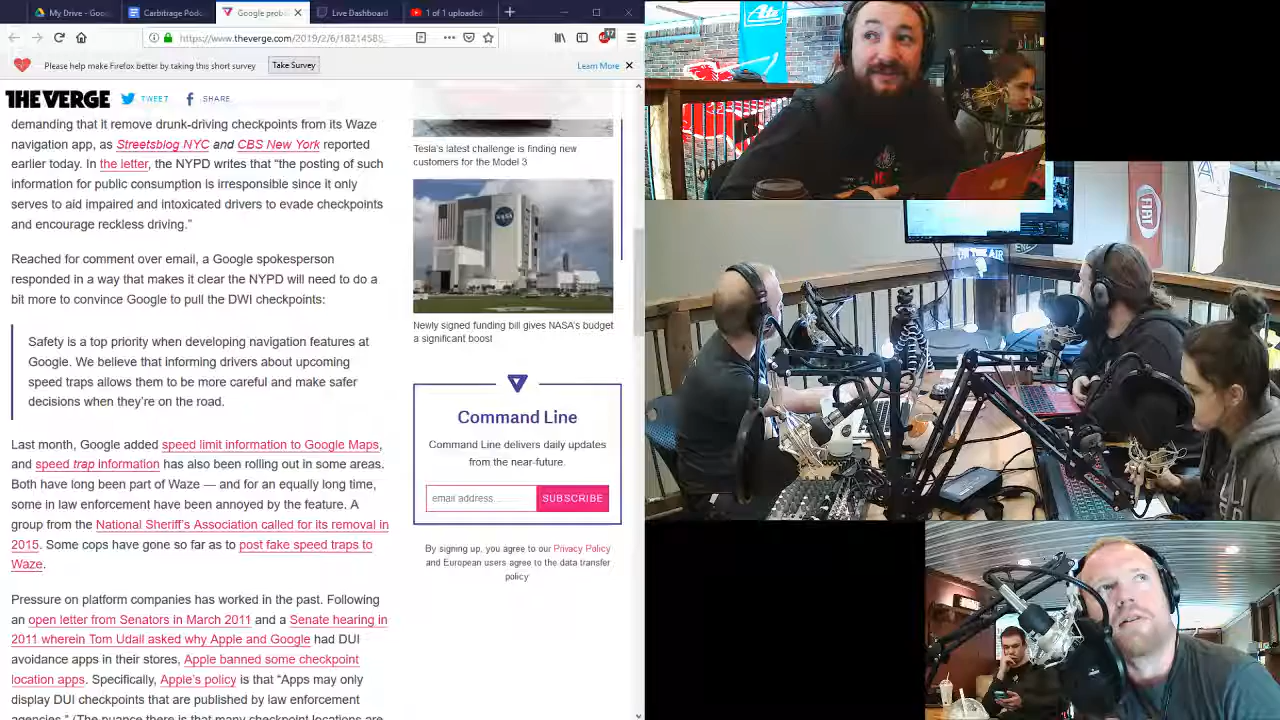 My Drive - Goo
Carbitrage Podc
Google prob
Live Dashboard
1 of 1 uploaded
https://www.theverge.com/2019/2/6/18214585
17
Please help make Firefox better by taking this short survey
Take Survey
Learn More
THE VERGE
TWEET
SHARE
demanding that it remove drunk-driving checkpoints from its Waze
navigation app, as Streetsblog NYC and CBS New York reported
earlier today. In the letter, the NYPD writes that “the posting of such
information for public consumption is irresponsible since it only
serves to aid impaired and intoxicated drivers to evade checkpoints
and encourage reckless driving.”
Reached for comment over email, a Google spokesperson
responded in a way that makes it clear the NYPD will need to do a
bit more to convince Google to pull the DWI checkpoints:
Safety is a top priority when developing navigation features at
Google. We believe that informing drivers about upcoming
speed traps allows them to be more careful and make safer
decisions when they’re on the road.
Last month, Google added speed limit information to Google Maps,
and speed trap information has also been rolling out in some areas.
Both have long been part of Waze — and for an equally long time,
some in law enforcement have been annoyed by the feature. A
group from the National Sheriff’s Association called for its removal in
2015. Some cops have gone so far as to post fake speed traps to
Waze.
Pressure on platform companies has worked in the past. Following
an open letter from Senators in March 2011 and a Senate hearing in
2011 wherein Tom Udall asked why Apple and Google had DUI
avoidance apps in their stores, Apple banned some checkpoint
location apps. Specifically, Apple’s policy is that “Apps may only
display DUI checkpoints that are published by law enforcement
agencies.” (The nuance there is that many checkpoint locations are
Tesla’s latest challenge is finding new
customers for the Model 3
NASA
Newly signed funding bill gives NASA’s budget
a significant boost
Command Line
Command Line delivers daily updates
from the near-future.
email address
SUBSCRIBE
By signing up, you agree to our Privacy Policy
and European users agree to the data transfer
policy
Ate
FIAT
ON THE AIR